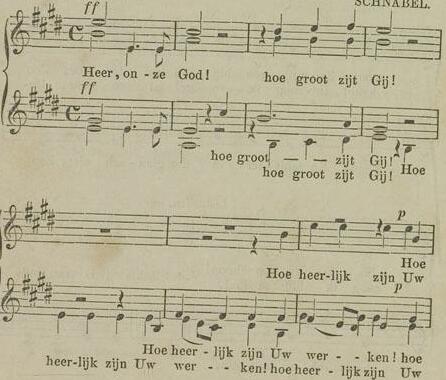 SCHNABEL.
ff
Heer, on - ze God! hoe groot zijt Gij!
ff
hoe groot — — zijt Gij! Hoe
hoe groot zijt Gij!
p
Hoe
Hoe heer-lijk zijn Uw
p
Hoe heer - lijk zijn Uw wer - - ken! hoe
heer-lijk zijn Uw wer - - ken! hoe heer-lijk zijn Uw